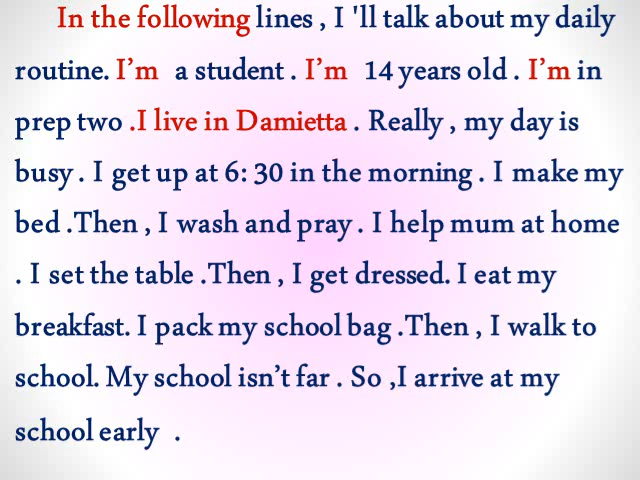 In the following lines , I 'll talk about my daily
routine. I’m a student . I’m 14 years old . I’m in
prep two .I live in Damietta . Really , my day is
busy . I get up at 6: 30 in the morning . I make my
bed .Then , I wash and pray . I help mum at home
. I set the table .Then , I get dressed. I eat my
breakfast. I pack my school bag .Then , I walk to
school. My school isn’t far . So ,I arrive at my
school early .